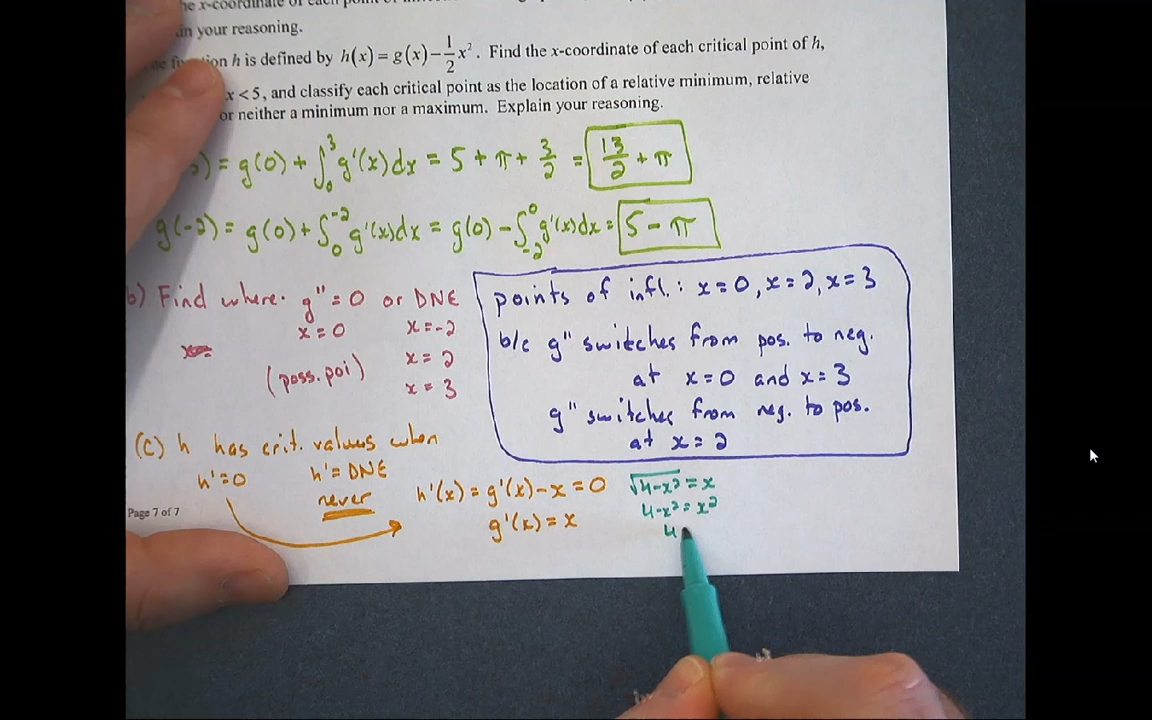 he x-coordinate of each point of
in your reasoning.
h is defined by h(x) = g(x) − 1/2 x². Find the x-coordinate of each critical point of h,
x < 5, and classify each critical point as the location of a relative minimum, relative
or neither a minimum nor a maximum. Explain your reasoning.
) = g(0) + ∫₀³ g'(x)dx = 5 + π + 3/2 = 13/2 + π
g(-2) = g(0) + ∫₀⁻² g'(x)dx = g(0) − ∫₋₂⁰ g'(x)dx = 5 − π
b) Find where g'' = 0 or DNE
x = 0 x = -2
(poss. poi) x = 2
x = 3
points of infl.: x = 0, x = 2, x = 3
b/c g'' switches from pos. to neg.
at x = 0 and x = 3
g'' switches from neg. to pos.
at x = 2
(c) h has crit. values when
h' = 0 h' = DNE
never
h'(x) = g'(x) − x = 0
g'(x) = x
√4-x² = x
4-x² = x²
4
Page 7 of 7